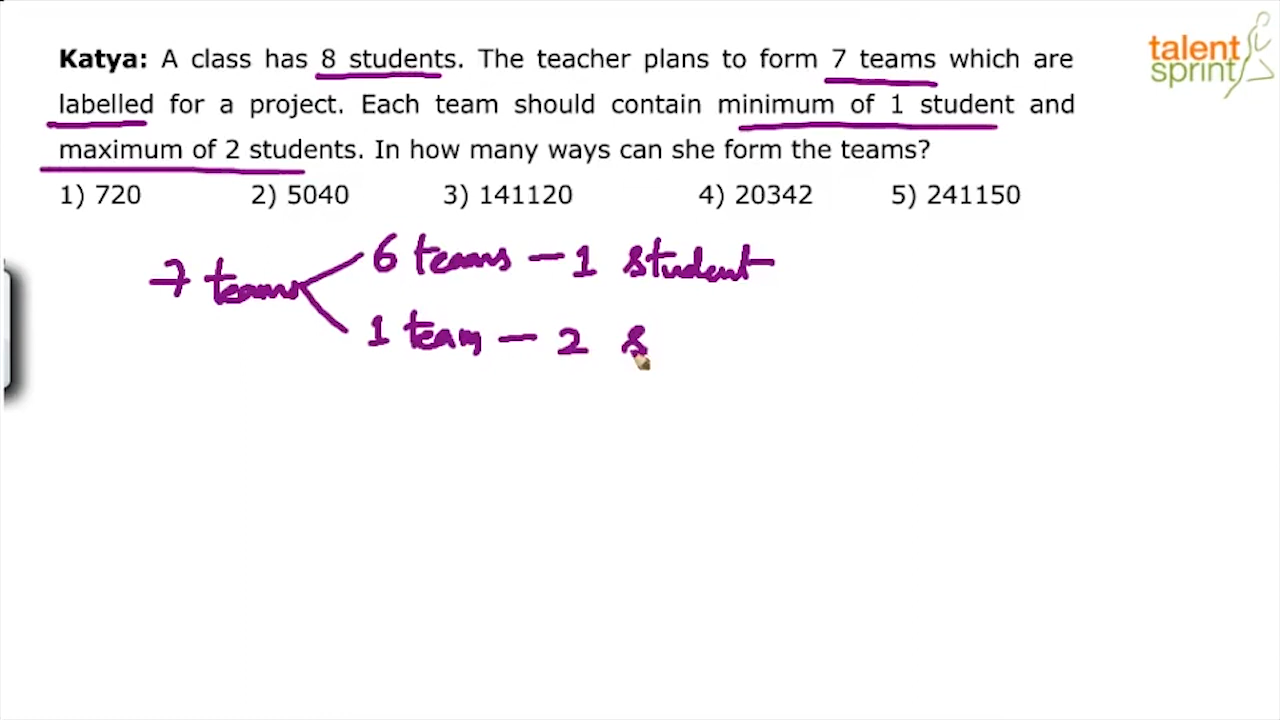 talent
sprint
Katya: A class has 8 students. The teacher plans to form 7 teams which are
labelled for a project. Each team should contain minimum of 1 student and
maximum of 2 students. In how many ways can she form the teams?
1) 720 2) 5040 3) 141120 4) 20342 5) 241150
7 teams
6 teams – 1 student
1 team – 2 s